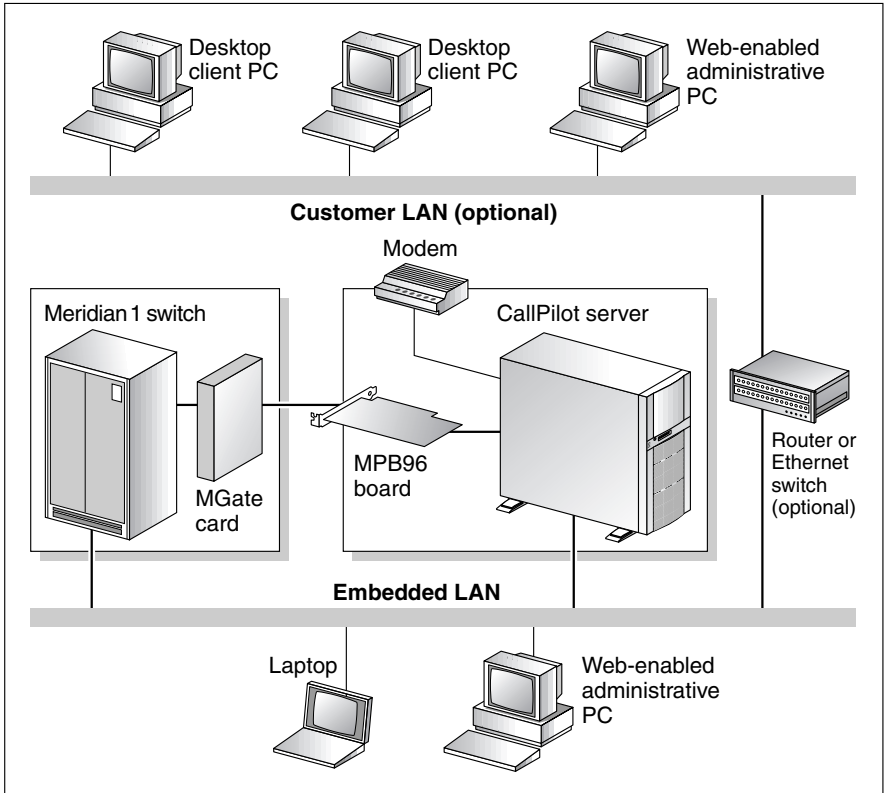 Desktop
client PC
Desktop
client PC
Web-enabled
administrative
PC
Customer LAN (optional)
Modem
Meridian 1 switch
CallPilot server
MGate
card
MPB96
board
Router or
Ethernet
switch
(optional)
Embedded LAN
Laptop
Web-enabled
administrative
PC